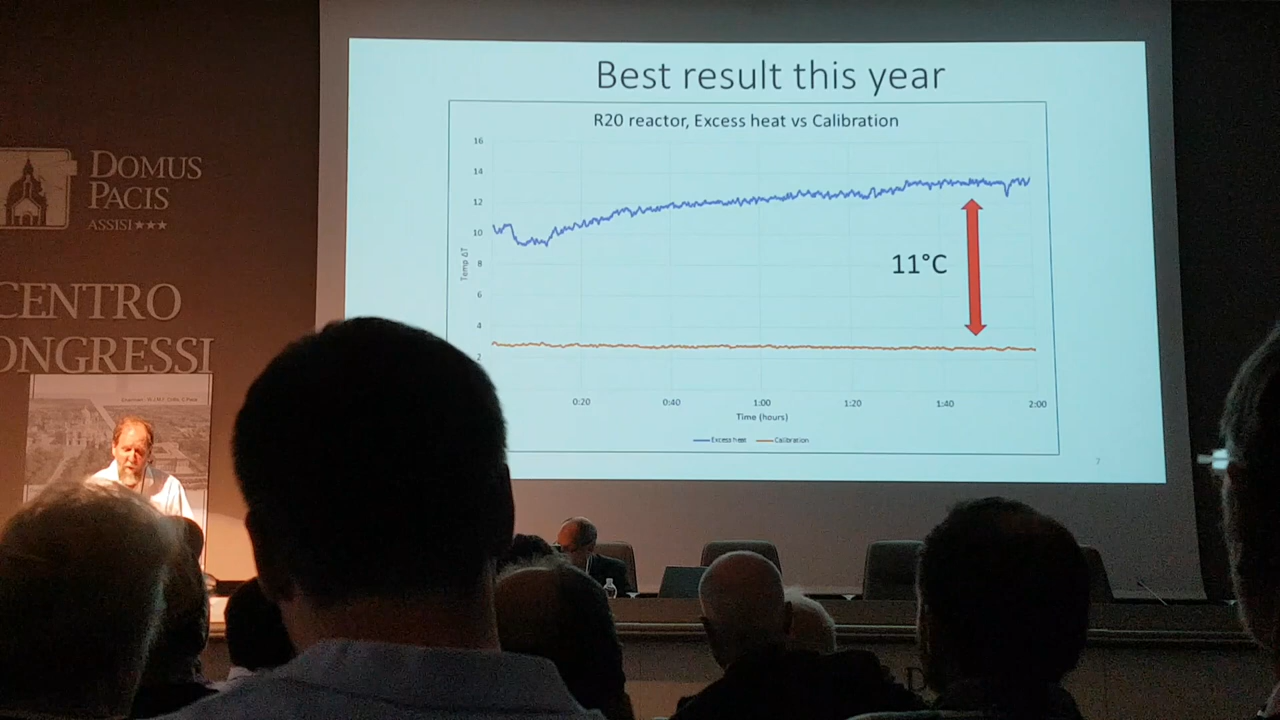 Best result this year
R20 reactor, Excess heat vs Calibration
16
14
12
10
8
6
4
2
Temp ΔT
11°C
0:20
0:40
1:00
1:20
1:40
2:00
Time (hours)
Excess heat
Calibration
7
DOMUS
PACIS
ASSISI★★★
CENTRO
ONGRESSI